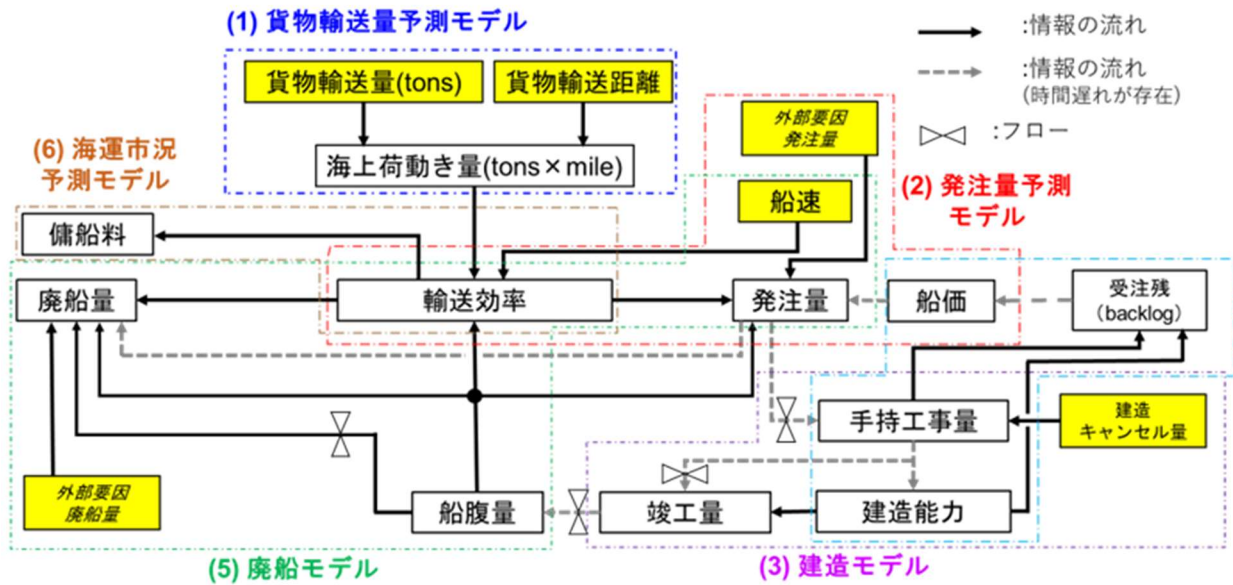 (1) 貨物輸送量予測モデル
:情報の流れ
:情報の流れ
(時間遅れが存在)
:フロー
貨物輸送量(tons)
貨物輸送距離
外部要因
発注量
(6) 海運市況
予測モデル
海上荷動き量(tons×mile)
船速
(2) 発注量予測
モデル
傭船料
廃船量
輸送効率
発注量
船価
受注残
(backlog)
手持工事量
建造
キャンセル量
外部要因
廃船量
船腹量
竣工量
建造能力
(5) 廃船モデル
(3) 建造モデル